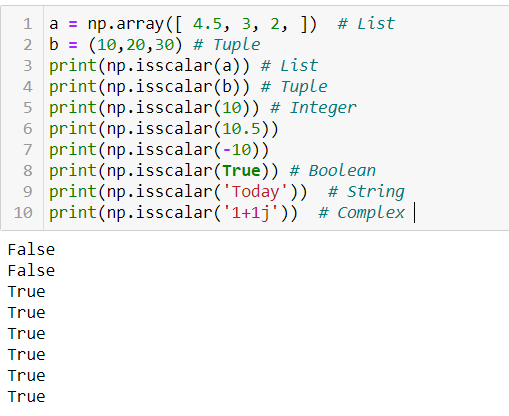 1 a = np.array([ 4.5, 3, 2, ])  # List
2 b = (10,20,30) # Tuple
3 print(np.isscalar(a)) # List
4 print(np.isscalar(b)) # Tuple
5 print(np.isscalar(10)) # Integer
6 print(np.isscalar(10.5))
7 print(np.isscalar(-10))
8 print(np.isscalar(True)) # Boolean
9 print(np.isscalar('Today'))  # String
10 print(np.isscalar('1+1j'))  # Complex
False
False
True
True
True
True
True
True